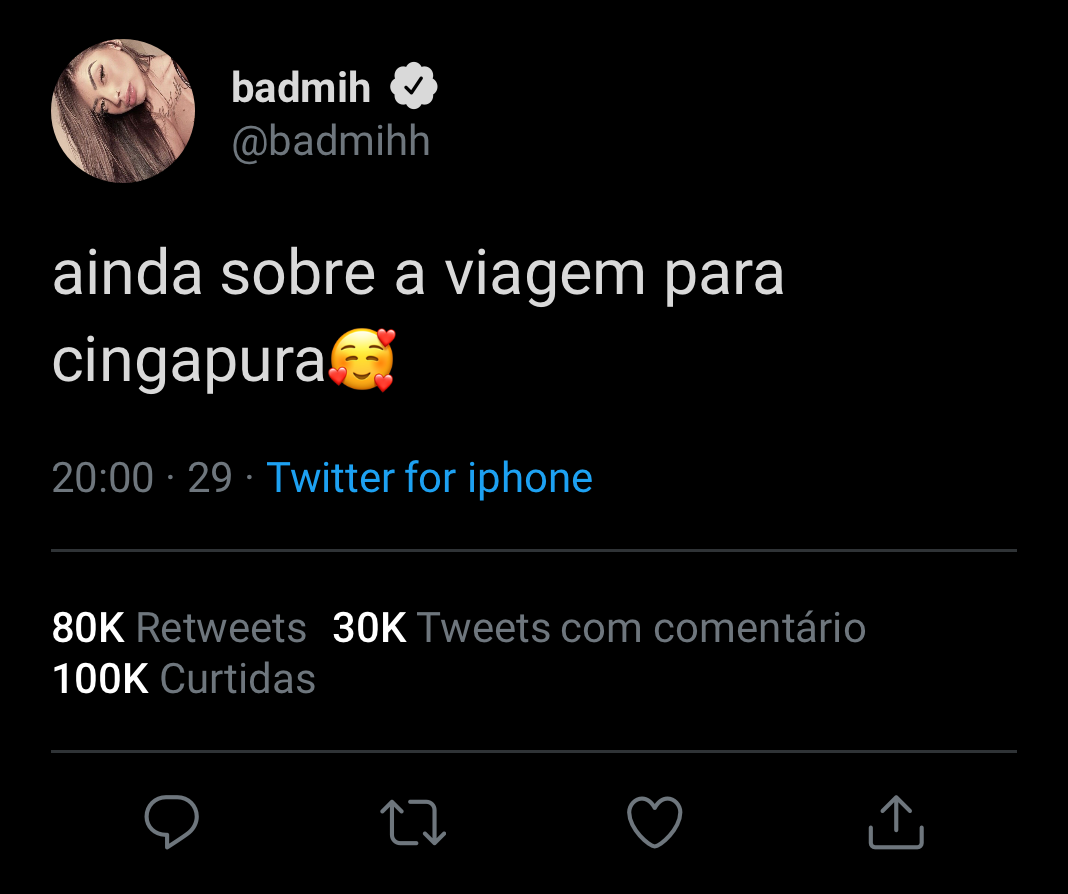 badmih
@badmihh
ainda sobre a viagem para
cingapura🥰
20:00 · 29 · Twitter for iphone
80K Retweets 30K Tweets com comentário
100K Curtidas